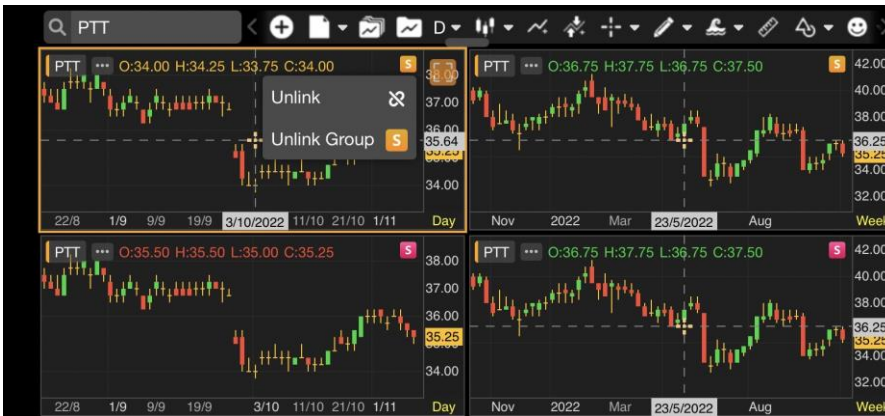 PTT
D
PTT ••• O:34.00 H:34.25 L:33.75 C:34.00 S
Unlink
Unlink Group S
38.00
37.00
36.00
35.64
35.25
34.00
22/8 1/9 9/9 19/9 3/10/2022 11/10 21/10 1/11 Day
PTT ••• O:36.75 H:37.75 L:36.75 C:37.50 S
42.00
40.00
38.00
36.25
35.25
34.00
32.00
Nov 2022 Mar 23/5/2022 Aug Week
PTT ••• O:35.50 H:35.50 L:35.00 C:35.25 S
38.00
37.00
36.00
35.25
34.00
22/8 1/9 9/9 19/9 3/10 11/10 21/10 1/11 Day
PTT ••• O:36.75 H:37.75 L:36.75 C:37.50 S
42.00
40.00
38.00
36.25
35.25
34.00
32.00
Nov 2022 Mar 23/5/2022 Aug Week